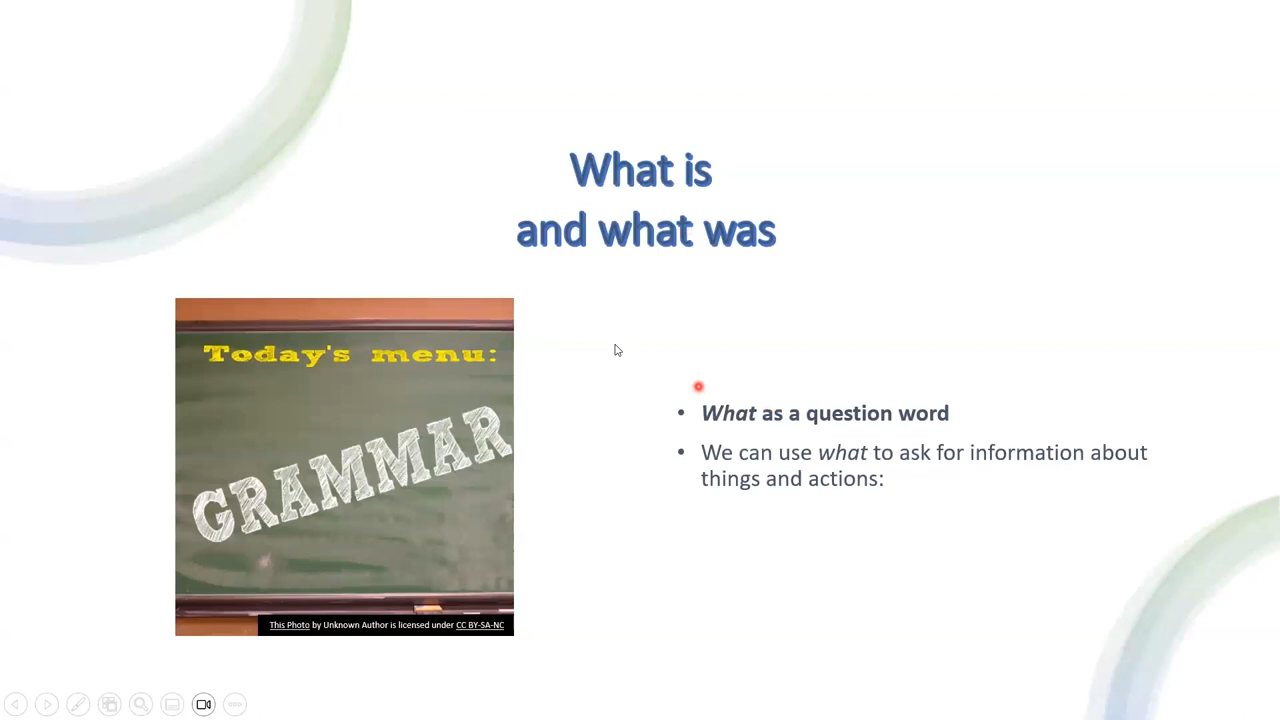 What is
and what was
Today's menu:
GRAMMAR
This Photo by Unknown Author is licensed under CC BY-SA-NC
• What as a question word
• We can use what to ask for information about
things and actions: